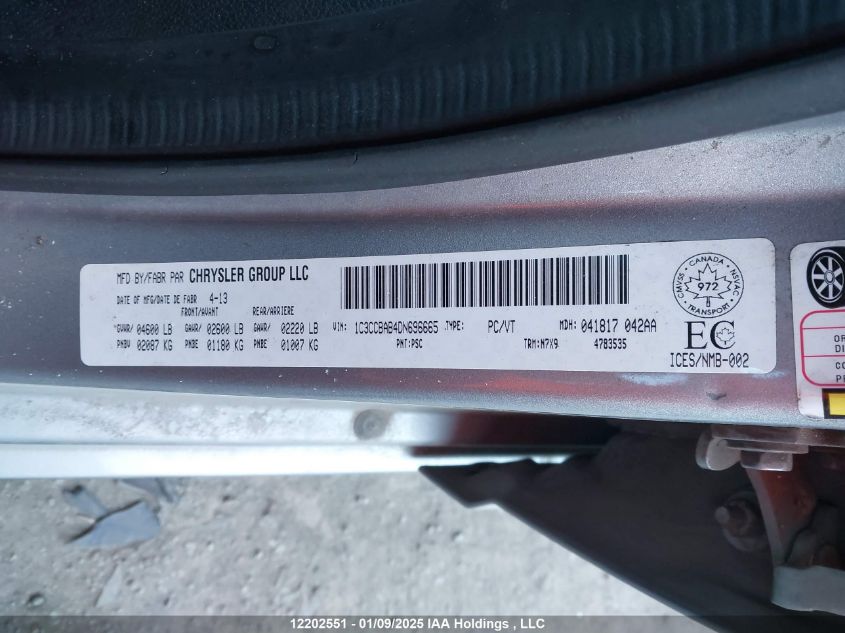 MFD BY/FABR PAR CHRYSLER GROUP LLC
DATE OF MFG/DATE DE FABR 4-13
FRONT/AVANT REAR/ARRIERE
GVWR/ 04600 LB GAWR/ 02600 LB GAWR/ 02220 LB
PNBV 02087 KG PNBE 01180 KG PNBE 01007 KG
VIN: 1C3CCBAB4DN696665 TYPE: PC/VT MDH: 041817 042AA
PNT: PSC TRM: N7X9 4783535
CMVSS CANADA NSVAC
972
TRANSPORT
EC
ICES/NMB-002
12202551 - 01/09/2025 IAA Holdings , LLC